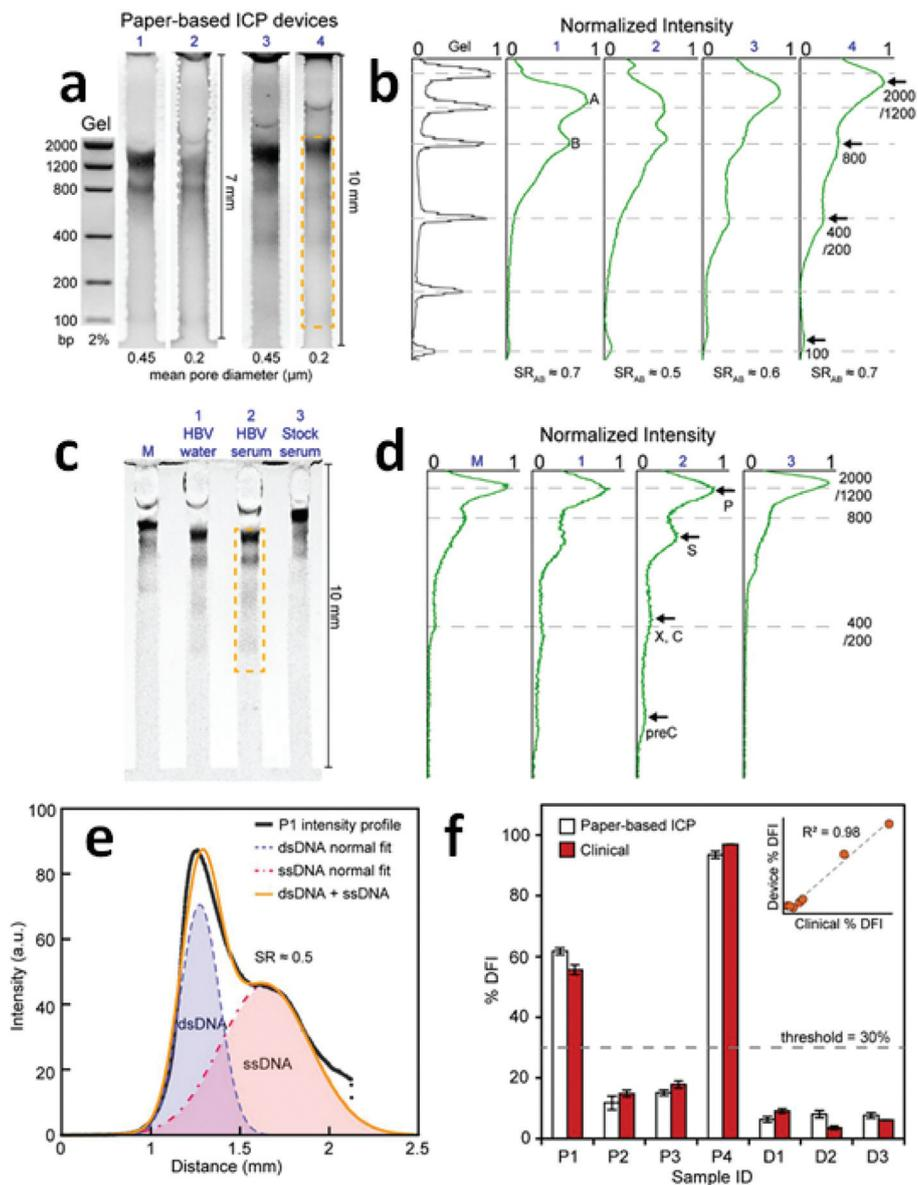 Paper-based ICP devices
1 2 3 4
a
Gel
2000
1200
800
400
200
100
bp 2%
7 mm
10 mm
0.45 0.2 0.45 0.2
mean pore diameter (µm)
Normalized Intensity
b
0 Gel 0 1 1 0 2 1 0 3 1 0 4 1
A
B
2000
/1200
800
400
/200
100
SR_AB ≈ 0.7 SR_AB ≈ 0.5 SR_AB ≈ 0.6 SR_AB ≈ 0.7
c
M
1
HBV
water
2
HBV
serum
3
Stock
serum
10 mm
Normalized Intensity
d
0 M 1 0 1 1 0 2 1 0 3 1
2000
/1200
800
400
/200
P
S
X, C
preC
e
100
80
60
40
20
0
Intensity (a.u.)
P1 intensity profile
dsDNA normal fit
ssDNA normal fit
dsDNA + ssDNA
SR ≈ 0.5
dsDNA
ssDNA
1 1.5 2 2.5
Distance (mm)
f
100
80
60
40
20
0
% DFI
Paper-based ICP
Clinical
R² = 0.98
Device % DFI
Clinical % DFI
threshold = 30%
P1 P2 P3 P4 D1 D2 D3
Sample ID